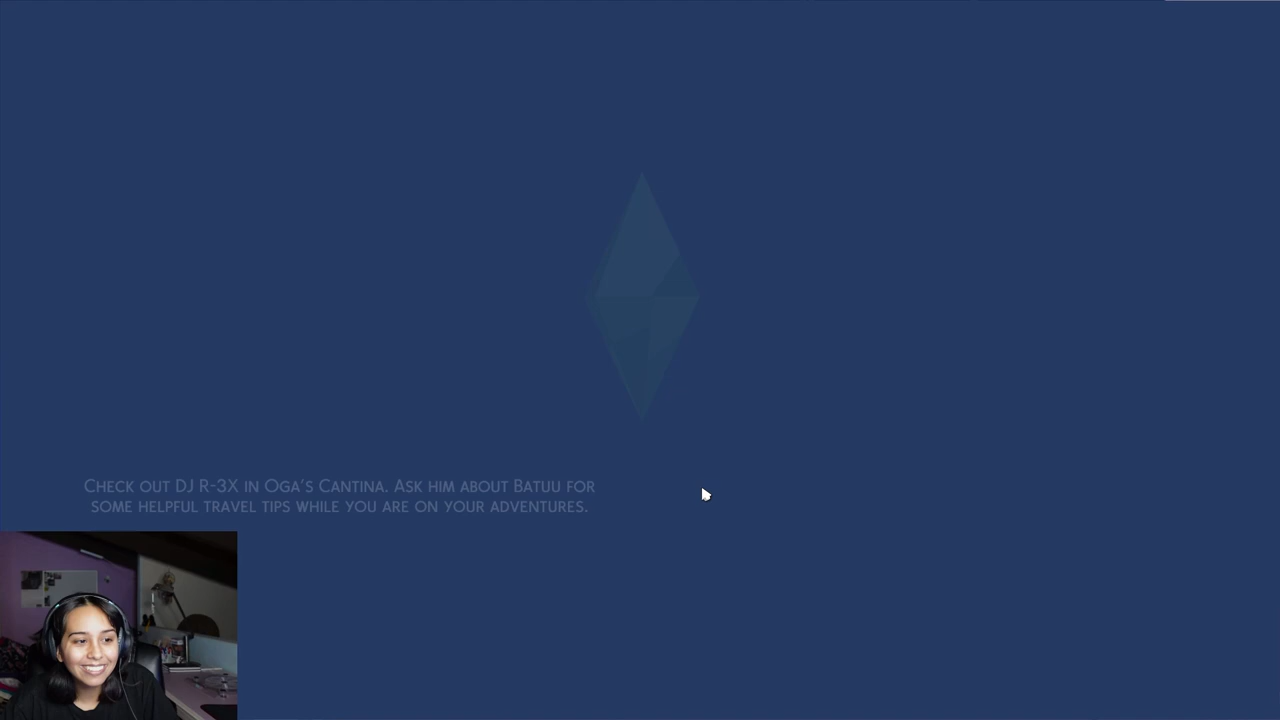 Check out DJ R-3X in Oga's Cantina. Ask him about Batuu for
some helpful travel tips while you are on your adventures.